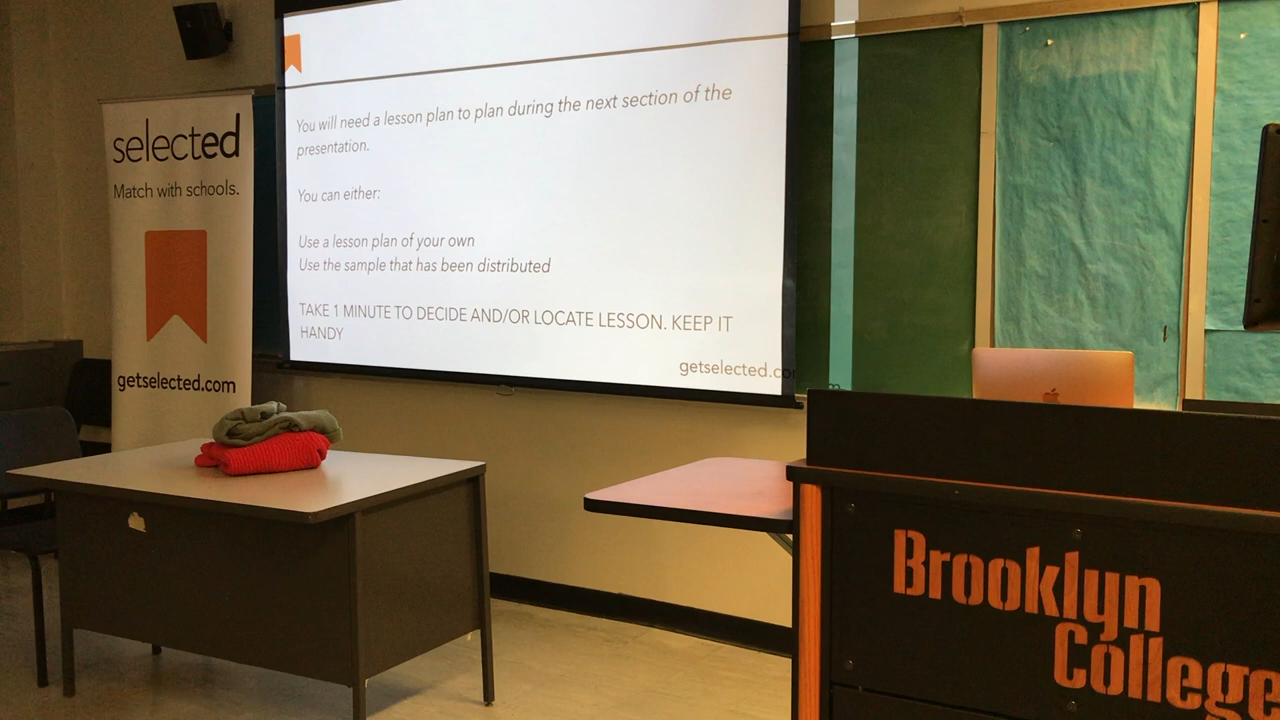 selected
Match with schools.
getselected.com
You will need a lesson plan to plan during the next section of the
presentation.
You can either:
Use a lesson plan of your own
Use the sample that has been distributed
TAKE 1 MINUTE TO DECIDE AND/OR LOCATE LESSON. KEEP IT
HANDY
getselected.com
Brooklyn
College